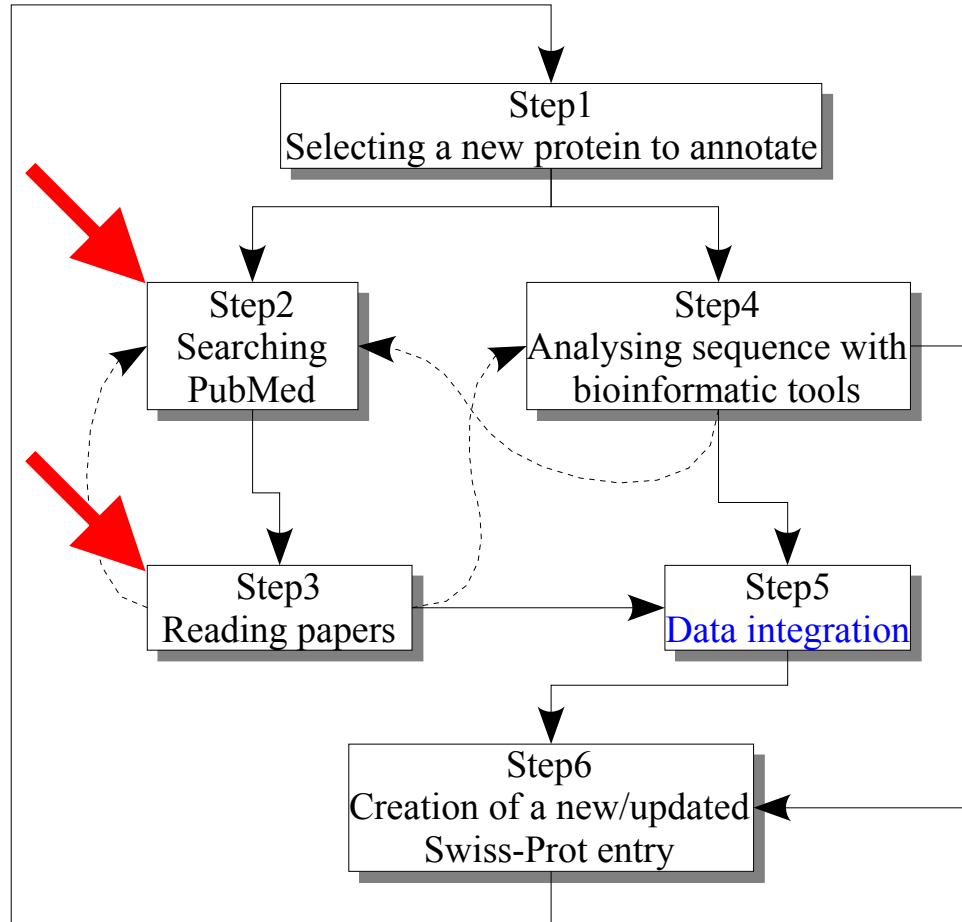 Step1
Selecting a new protein to annotate
Step2
Searching
PubMed
Step4
Analysing sequence with
bioinformatic tools
Step3
Reading papers
Step5
Data integration
Step6
Creation of a new/updated
Swiss-Prot entry